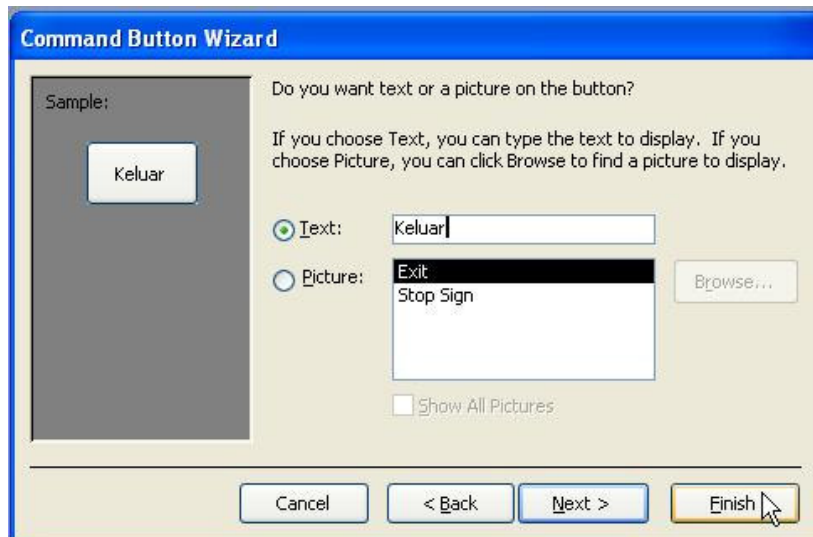 Command Button Wizard
Sample:
Keluar
Do you want text or a picture on the button?
If you choose Text, you can type the text to display. If you
choose Picture, you can click Browse to find a picture to display.
Text:
Keluar
Picture:
Exit
Stop Sign
Browse...
Show All Pictures
Cancel
< Back
Next >
Finish